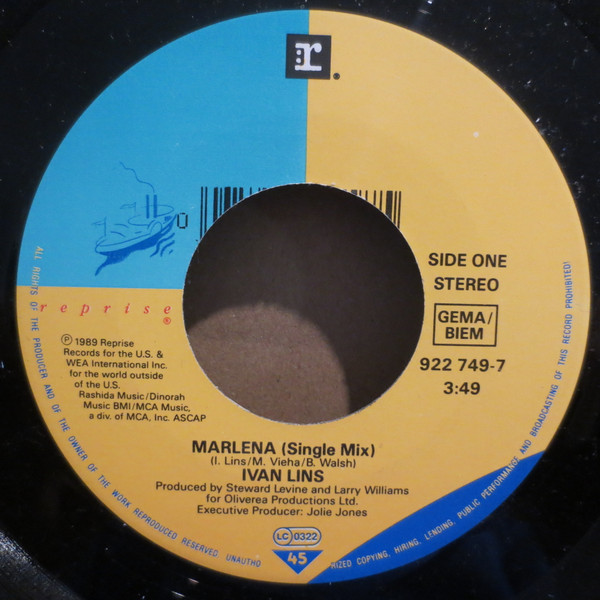 r
®
0
SIDE ONE
STEREO
GEMA/
BIEM
922 749-7
3:49
reprise
®
℗ 1989 Reprise
Records for the U.S. &
WEA International Inc.
for the world outside
of the U.S.
Rashida Music/Dinorah
Music BMI/MCA Music,
a div. of MCA, Inc. ASCAP
MARLENA (Single Mix)
(I. Lins/M. Vieha/B. Walsh)
IVAN LINS
Produced by Steward Levine and Larry Williams
for Oliverea Productions Ltd.
Executive Producer: Jolie Jones
LC 0322
45
ALL RIGHTS OF THE PRODUCER AND OF THE OWNER OF THE WORK REPRODUCED RESERVED. UNAUTHORIZED COPYING, HIRING, LENDING, PUBLIC PERFORMANCE AND BROADCASTING OF THIS RECORD PROHIBITED!